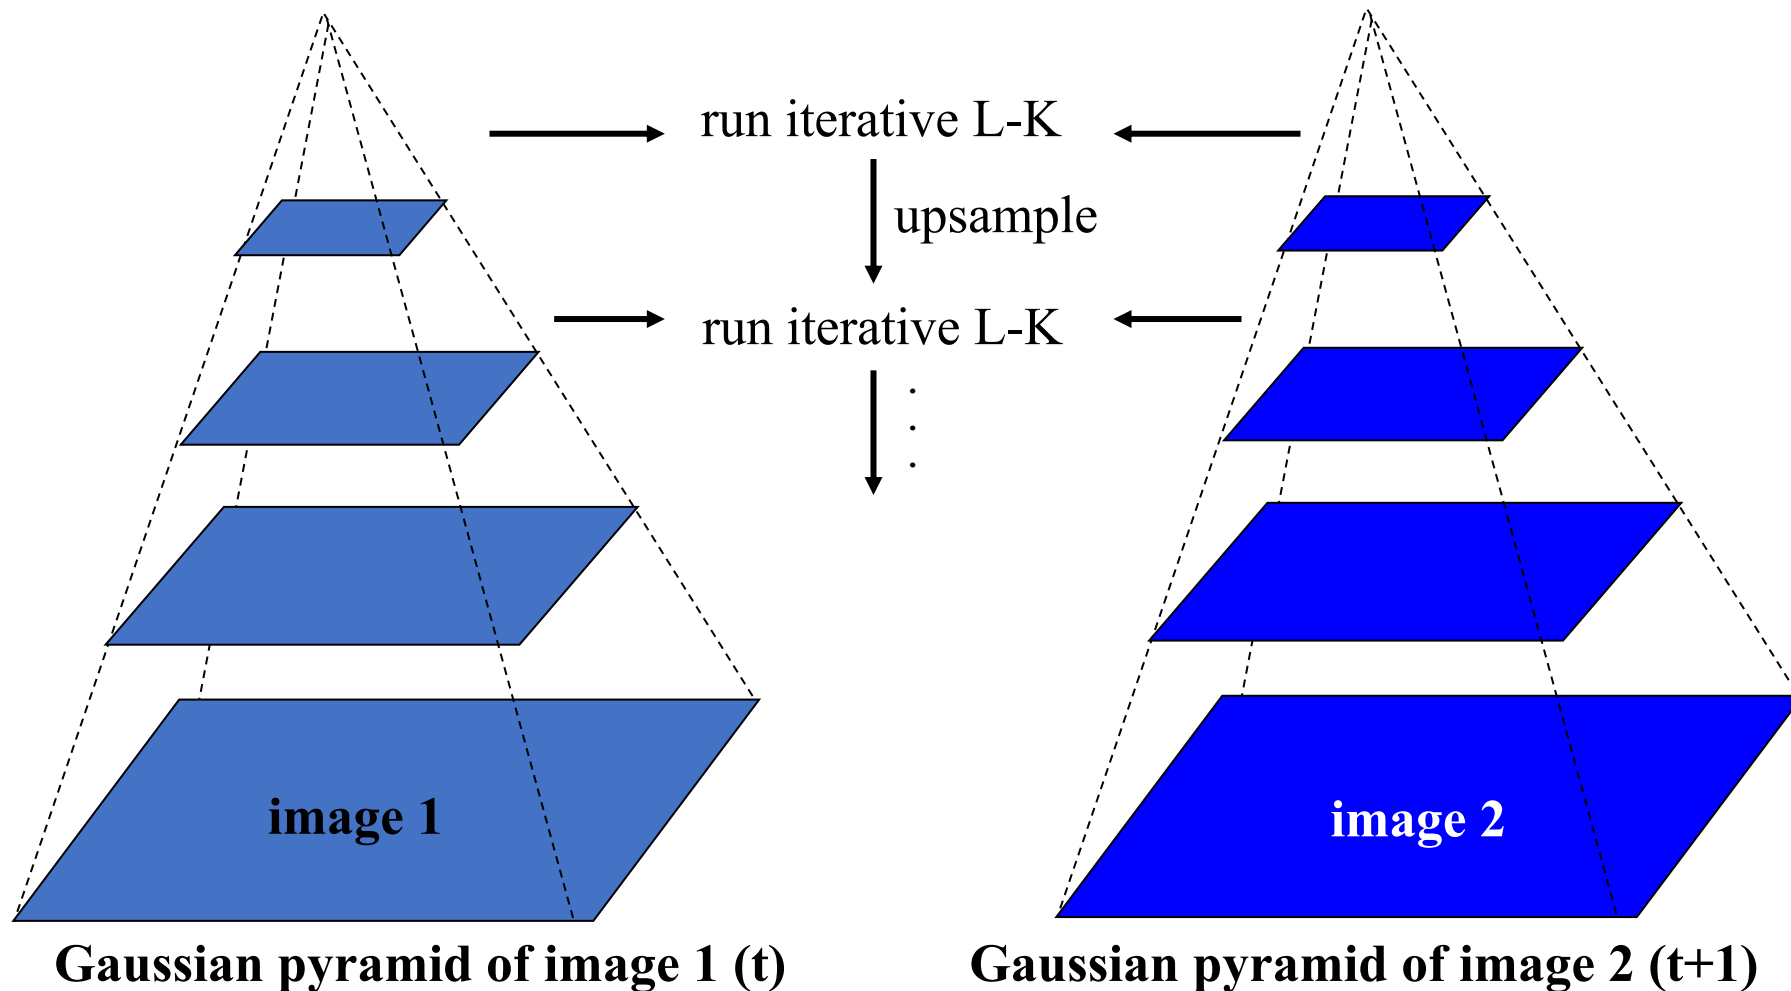 run iterative L-K
upsample
run iterative L-K
.
.
.
image 1
image 2
Gaussian pyramid of image 1 (t)
Gaussian pyramid of image 2 (t+1)